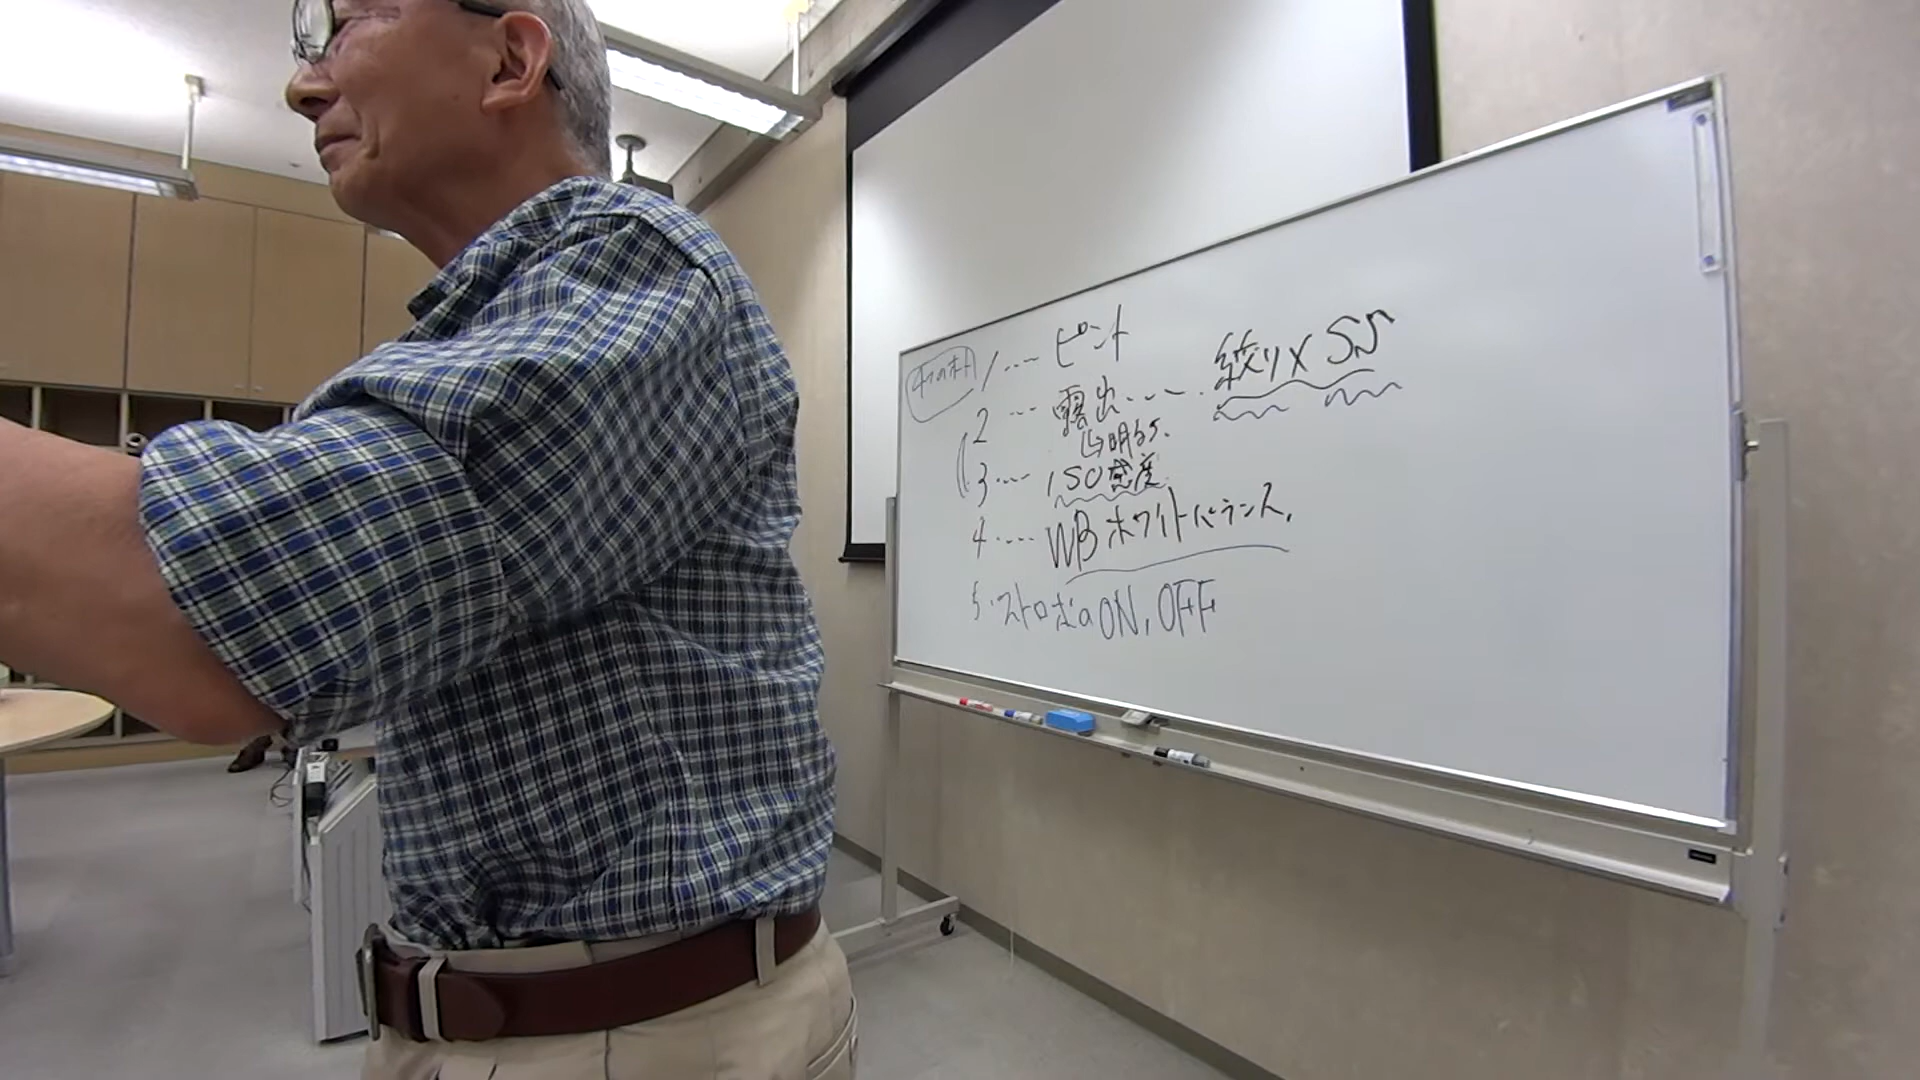 1 .... ピント
2 ... 露出..... 絞り×SS
↳明るさ.
3 .... ISO感度
4 .... WBホワイトバランス.
5. ストロボのON, OFF